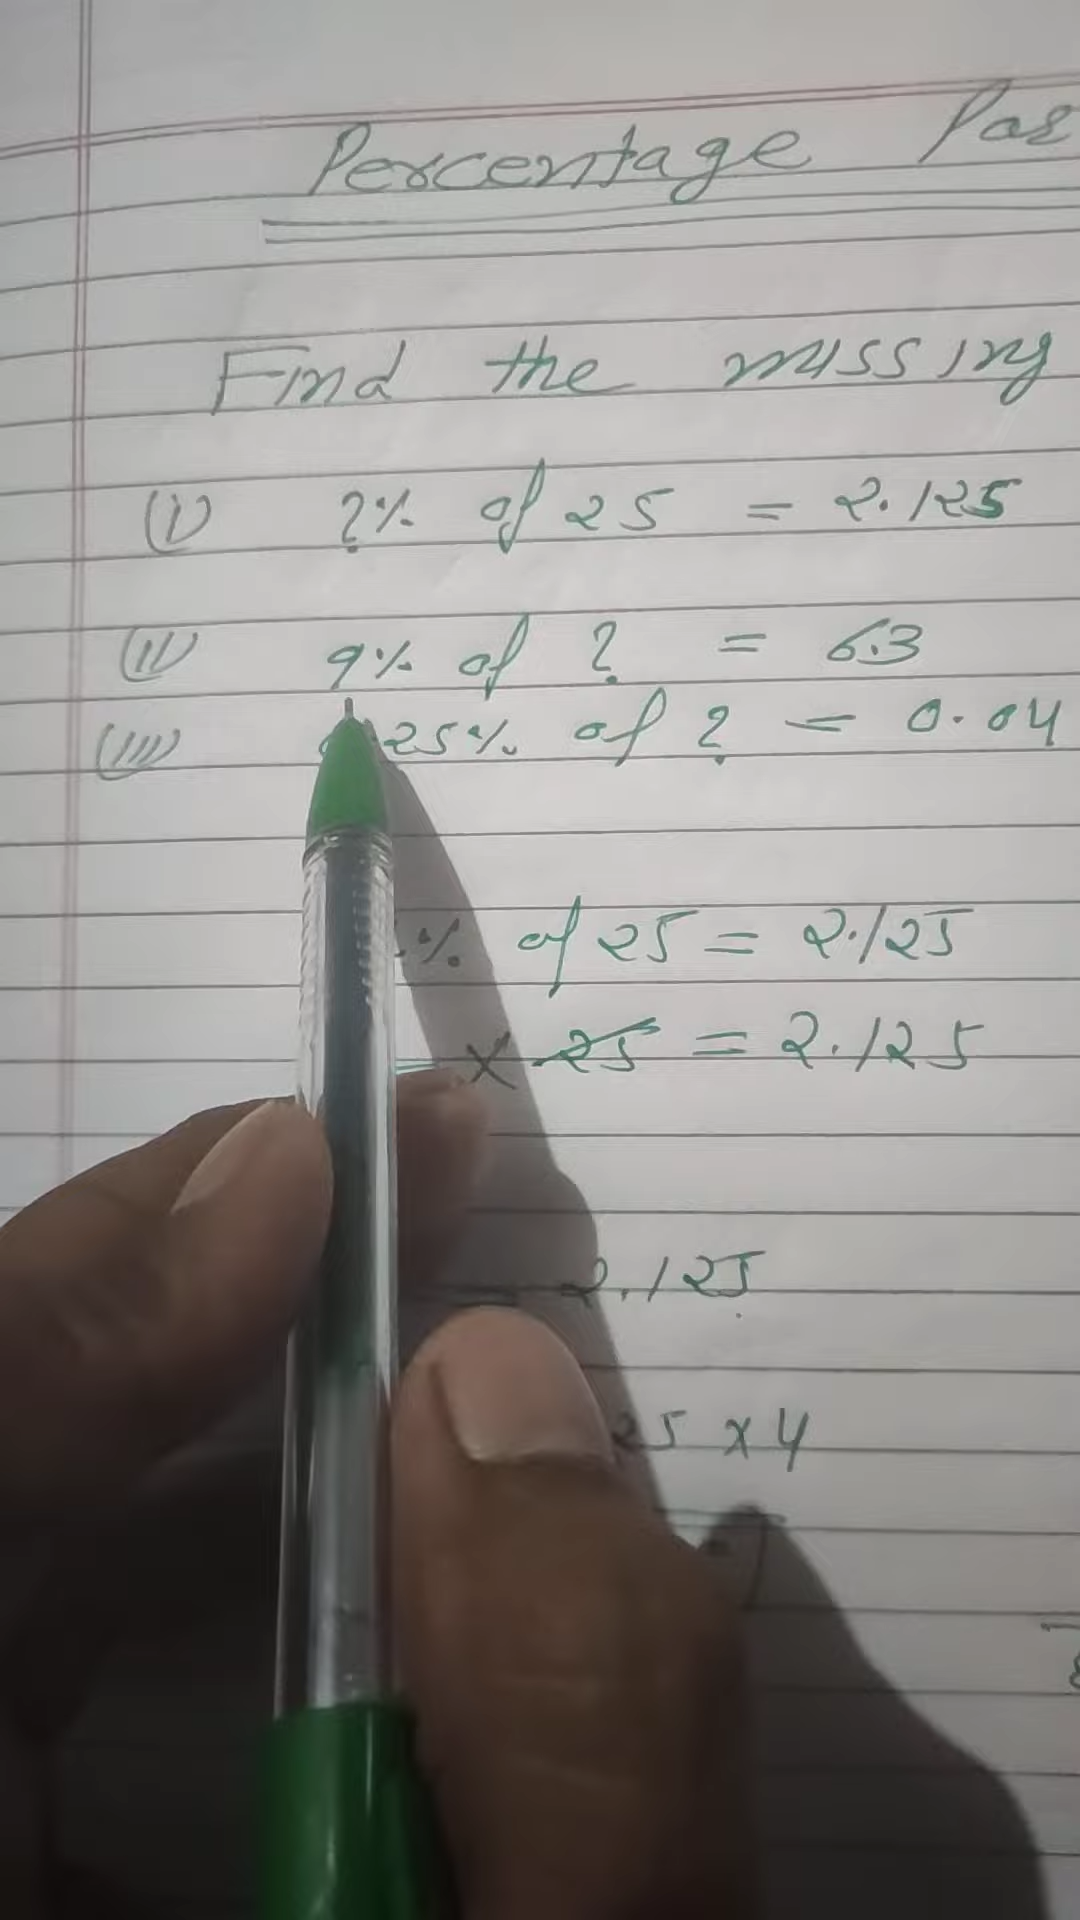 Percentage
Find the missing
(i) ?% of 25 = 2.125
(ii) 9% of ? = 6.3
(iii) 25% of ? = 0.04
% of 25 = 2.125
× 25 = 2.125
= 2.125
25 × 4